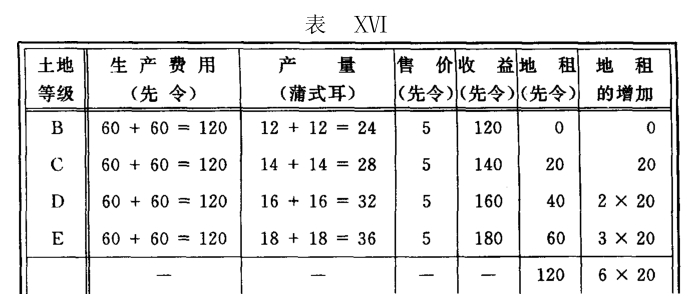 表 XVI
土地 生产费用 产量 售价 收益 地租 地租
等级 (先令) (蒲式耳) (先令) (先令) (先令) 的增加
B 60 + 60 = 120 12 + 12 = 24 5 120 0 0
C 60 + 60 = 120 14 + 14 = 28 5 140 20 20
D 60 + 60 = 120 16 + 16 = 32 5 160 40 2 × 20
E 60 + 60 = 120 18 + 18 = 36 5 180 60 3 × 20
— — — — 120 6 × 20